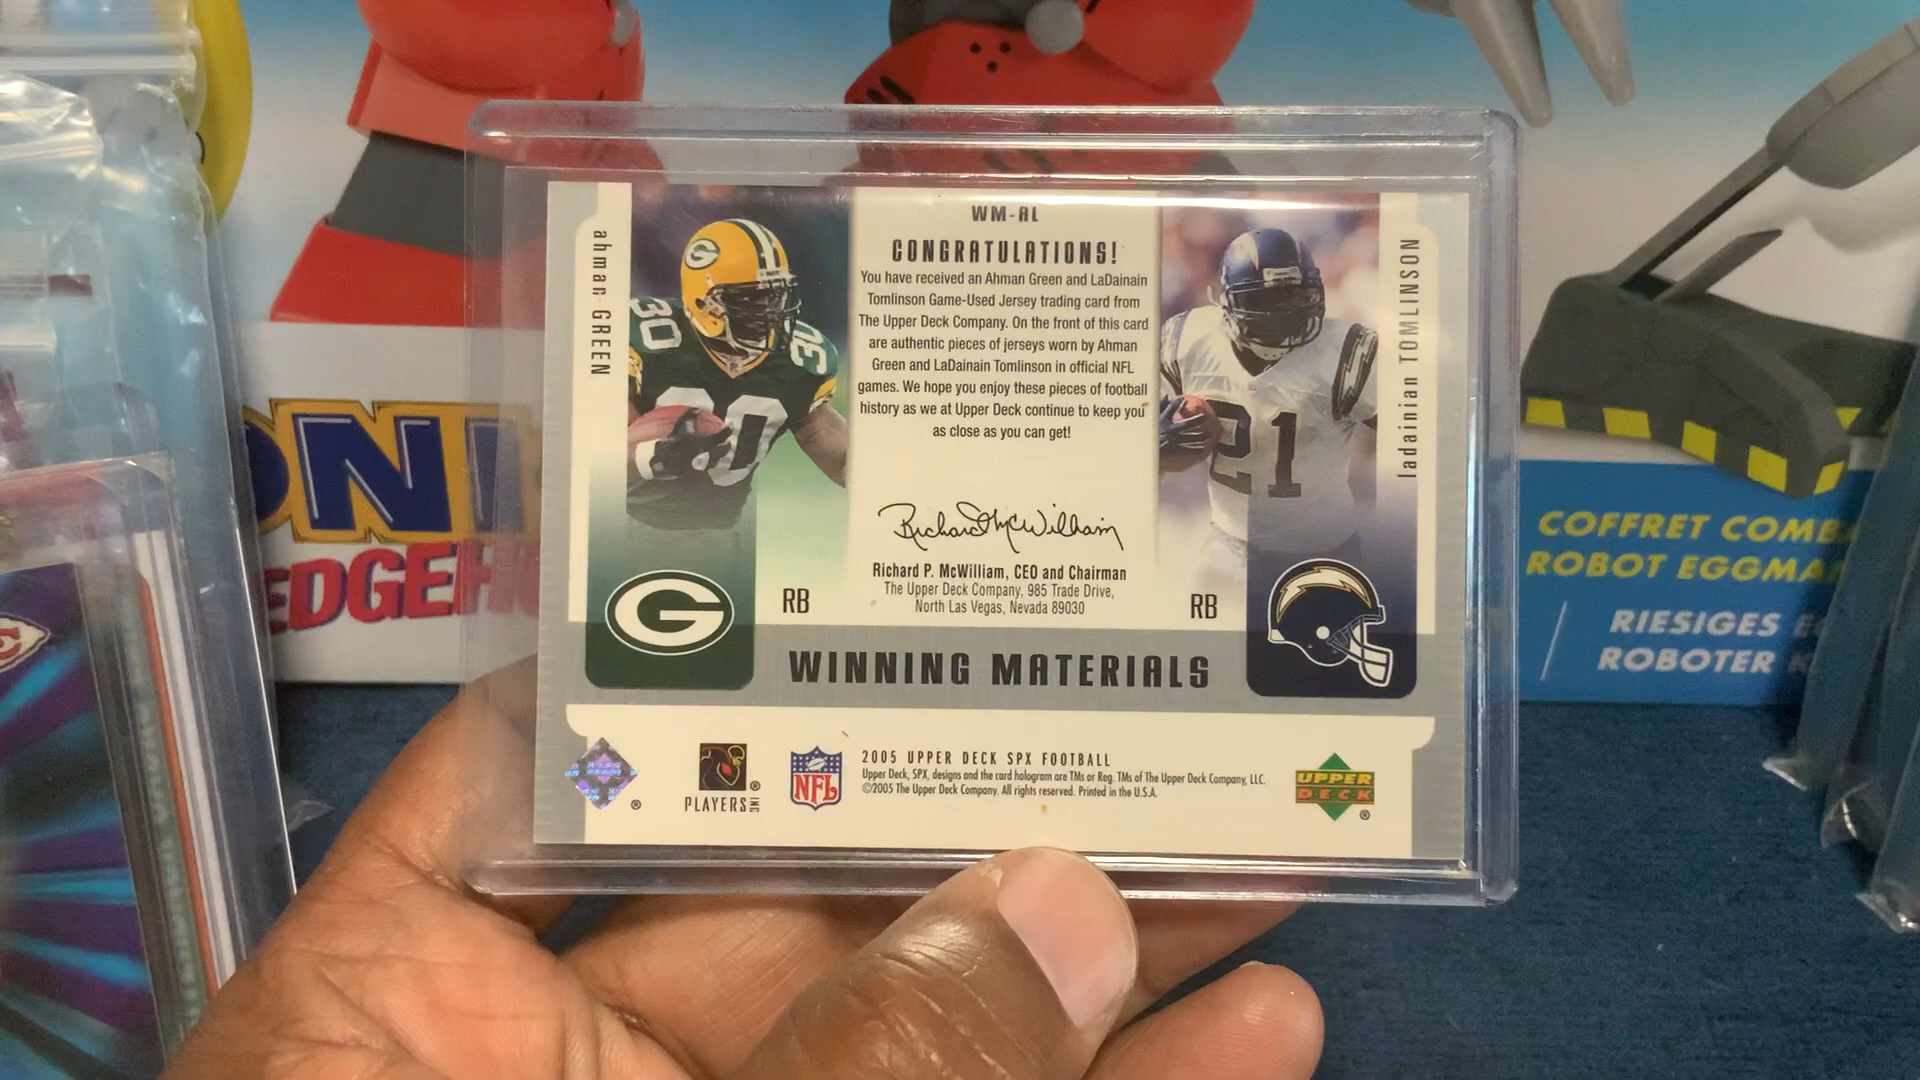 WM-AL
CONGRATULATIONS!
You have received an Ahman Green and LaDainain
Tomlinson Game-Used Jersey trading card from
The Upper Deck Company. On the front of this card
are authentic pieces of jerseys worn by Ahman
Green and LaDainain Tomlinson in official NFL
games. We hope you enjoy these pieces of football
history as we at Upper Deck continue to keep you
as close as you can get!
Richard McWilliam
Richard P. McWilliam, CEO and Chairman
The Upper Deck Company, 985 Trade Drive,
North Las Vegas, Nevada 89030
ahman GREEN
ladainian TOMLINSON
G
30
30
30
21
G
RB
RB
WINNING MATERIALS
PLAYERS INC
NFL
2005 UPPER DECK SPX FOOTBALL
Upper Deck, SPX, designs and the card hologram are TMs or Reg. TMs of The Upper Deck Company, LLC.
©2005 The Upper Deck Company. All rights reserved. Printed in the U.S.A.
UPPER
DECK
COFFRET
ROBOT
RIESIGES
ROBOTER